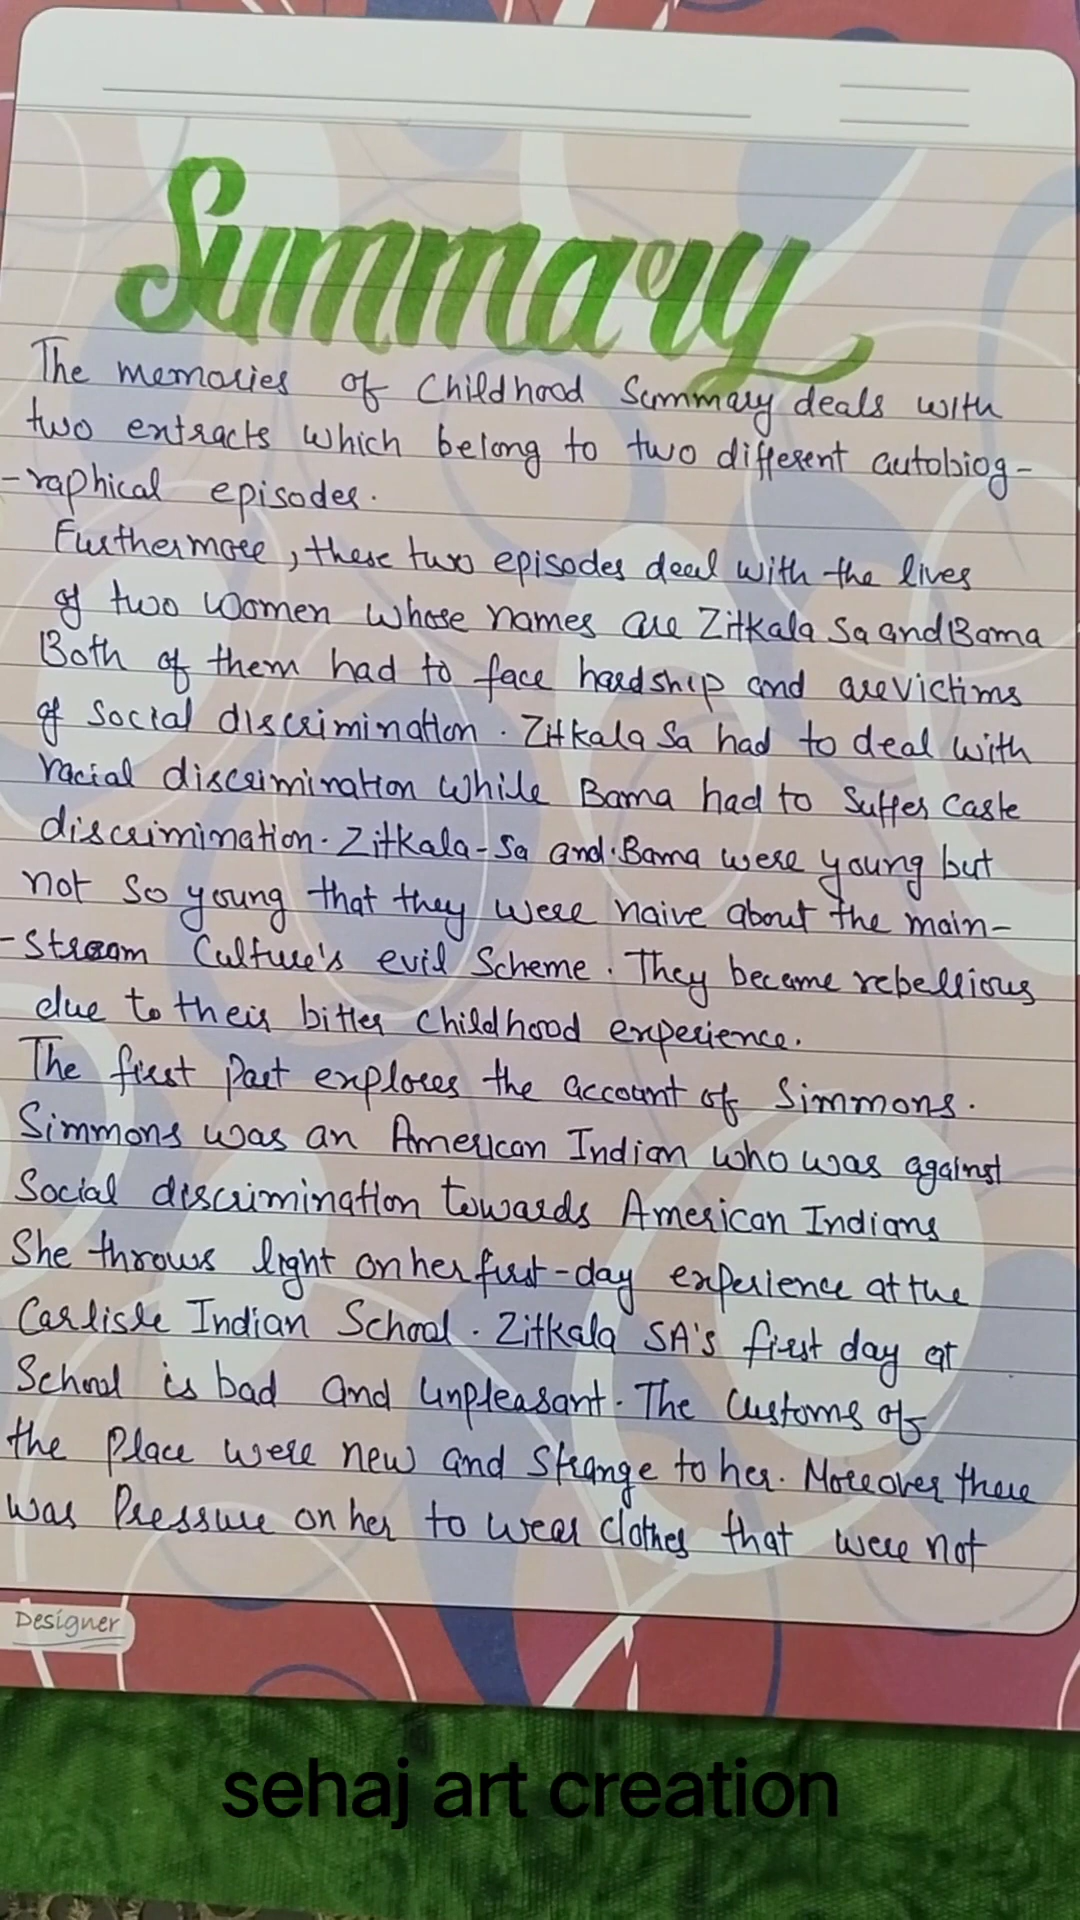 Summary
The memories of Childhood Summary deals with
two extracts which belong to two different autobiog-
-raphical episodes.
Furthermore, these two episodes deal with the lives
of two women whose names are Zitkala Sa and Bama
Both of them had to face hardship and are victims
of social discrimination. Zitkala Sa had to deal with
racial discrimination while Bama had to Suffer Caste
discrimination. Zitkala-Sa and Bama were young but
not so young that they were naive about the main-
-Stream Culture's evil Scheme. They became rebellious
due to their bitter childhood experience.
The first part explores the account of Simmons.
Simmons was an American Indian who was against
Social discrimination towards American Indians
She throws light on her first-day experience at the
Carlisle Indian School. Zitkala SA's first day at
School is bad and unpleasant. The Customs of
the place were new and strange to her. Moreover there
was Pressure on her to wear clothes that were not
Designer
sehaj art creation